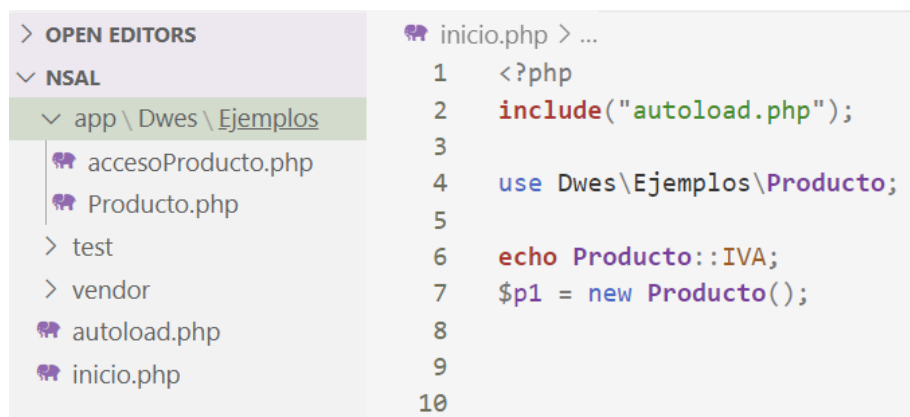 OPEN EDITORS
NSAL
app \ Dwes \ Ejemplos
accesoProducto.php
Producto.php
test
vendor
autoload.php
inicio.php
inicio.php > ...
1 <?php
2 include("autoload.php");
3
4 use Dwes\Ejemplos\Producto;
5
6 echo Producto::IVA;
7 $p1 = new Producto();
8
9
10